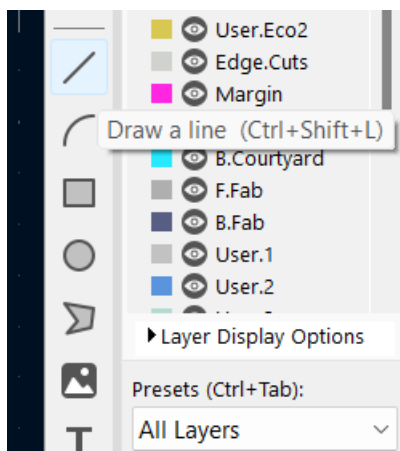 User.Eco2
Edge.Cuts
Margin
Draw a line (Ctrl+Shift+L)
B.Courtyard
F.Fab
B.Fab
User.1
User.2
Layer Display Options
Presets (Ctrl+Tab):
All Layers
T